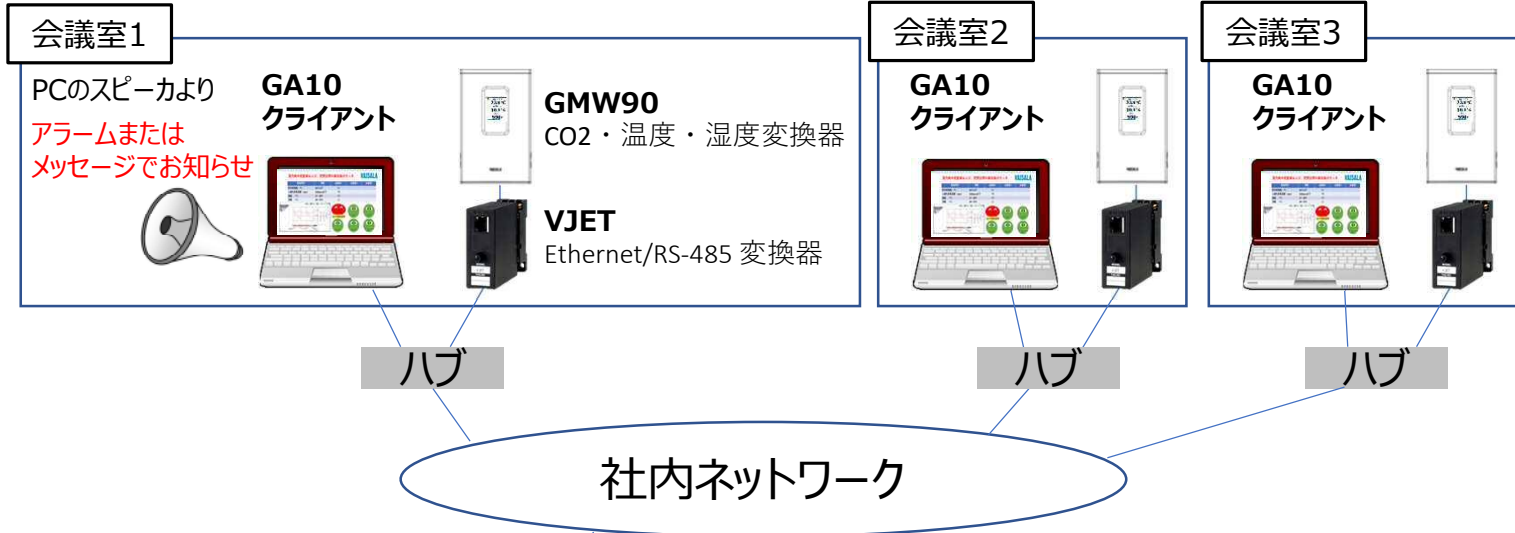 会議室1
PCのスピーカより
アラームまたは
メッセージでお知らせ
GA10
クライアント
VAISALA
GMW90
CO2・温度・湿度変換器
VJET
Ethernet/RS-485 変換器
会議室2
GA10
クライアント
VAISALA
会議室3
GA10
クライアント
VAISALA
ハブ
ハブ
ハブ
社内ネットワーク